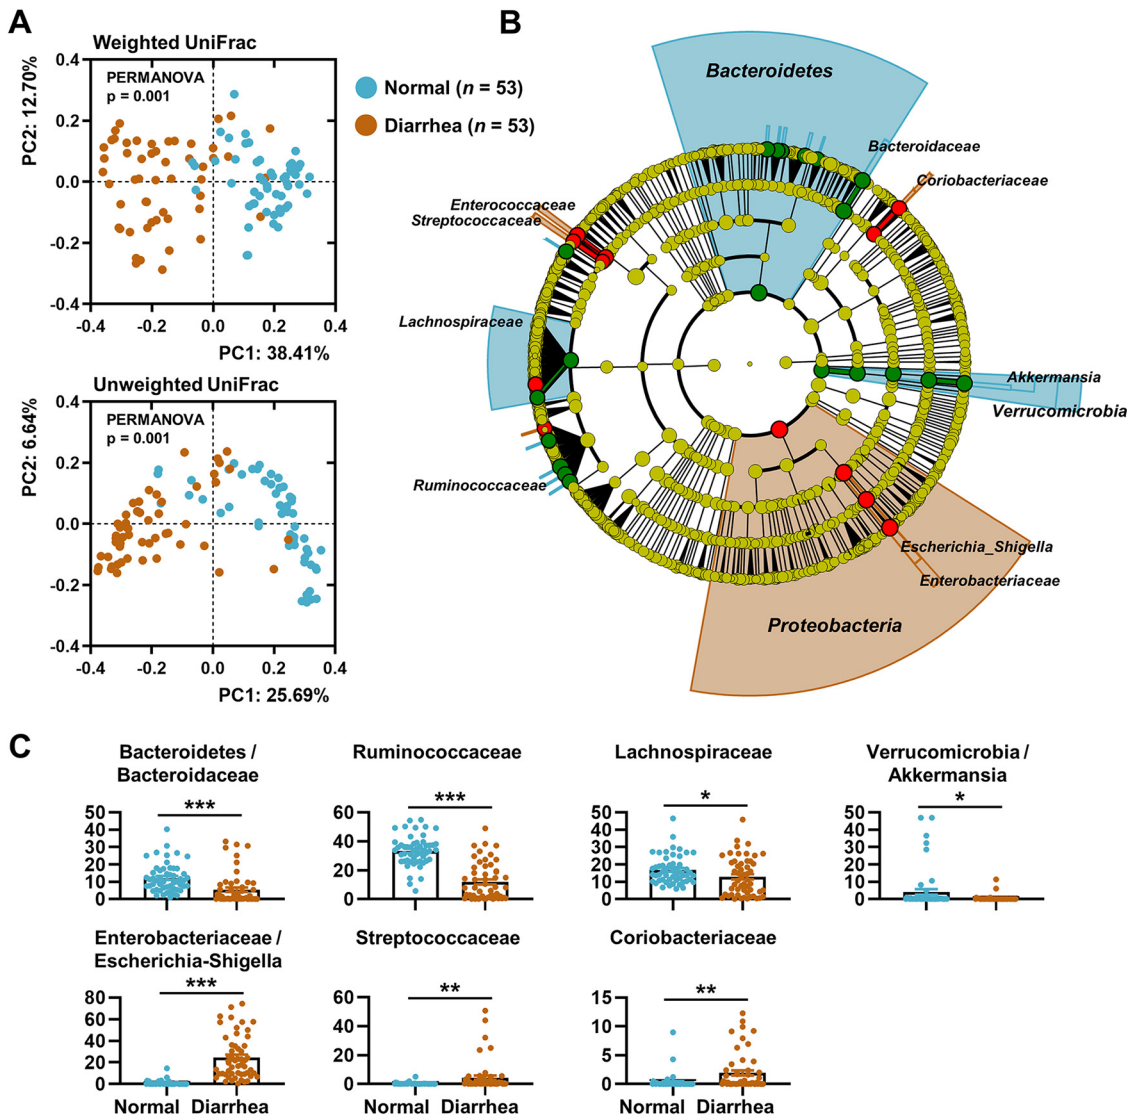 A
Weighted UniFrac
PERMANOVA
p = 0.001
PC2: 12.70%
0.4
0.2
0.0
-0.2
-0.4
-0.4
-0.2
0.0
0.2
0.4
PC1: 38.41%
Normal (n = 53)
Diarrhea (n = 53)
Unweighted UniFrac
PERMANOVA
p = 0.001
PC2: 6.64%
0.4
0.2
0.0
-0.2
-0.4
-0.4
-0.2
0.0
0.2
0.4
PC1: 25.69%
B
Bacteroidetes
Bacteroidaceae
Coriobacteriaceae
Enterococcaceae
Streptococcaceae
Lachnospiraceae
Akkermansia
Verrucomicrobia
Ruminococcaceae
Escherichia_Shigella
Enterobacteriaceae
Proteobacteria
C
Bacteroidetes /
Bacteroidaceae
***
50
40
30
20
10
0
Ruminococcaceae
***
60
40
20
0
Lachnospiraceae
*
50
40
30
20
10
0
Verrucomicrobia /
Akkermansia
*
50
40
30
20
10
0
Enterobacteriaceae /
Escherichia-Shigella
***
80
60
40
20
0
Normal Diarrhea
Streptococcaceae
**
60
40
20
0
Normal Diarrhea
Coriobacteriaceae
**
15
10
5
0
Normal Diarrhea